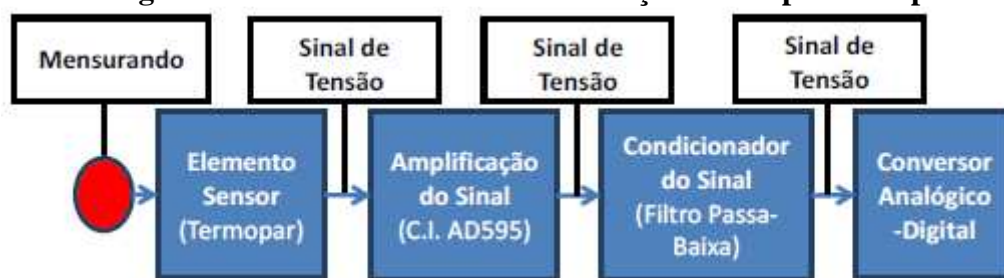 Mensurando
Sinal de
Tensão
Sinal de
Tensão
Sinal de
Tensão
Elemento
Sensor
(Termopar)
Amplificação
do Sinal
(C.I. AD595)
Condicionador
do Sinal
(Filtro Passa-
Baixa)
Conversor
Analógico
-Digital